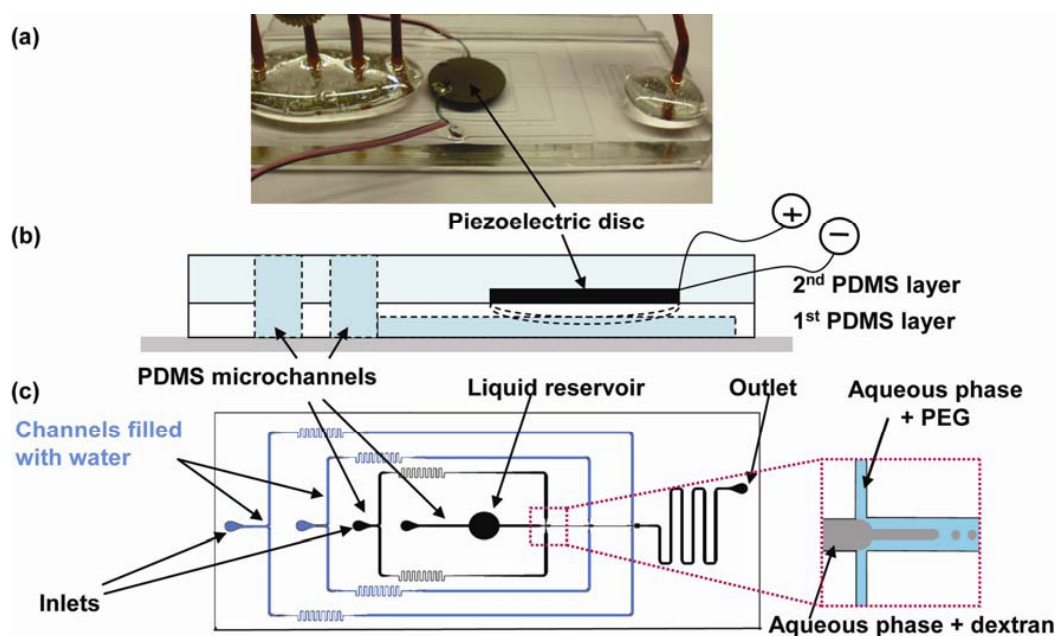 (a)
Piezoelectric disc
(b)
+
−
2nd PDMS layer
1st PDMS layer
PDMS microchannels
(c)
Liquid reservoir
Outlet
Aqueous phase
+ PEG
Channels filled
with water
Inlets
Aqueous phase + dextran